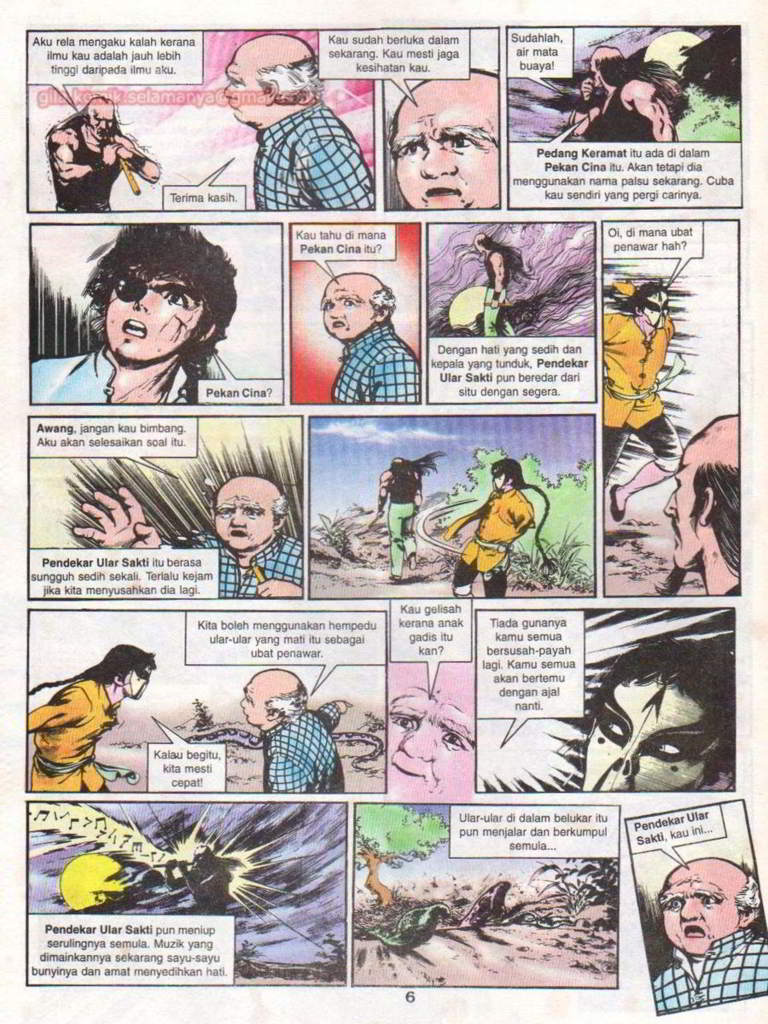 Aku rela mengaku kalah kerana
ilmu kau adalah jauh lebih
tinggi daripada ilmu aku.
gilakomik.selamanya@gmail
Terima kasih.
Kau sudah berluka dalam
sekarang. Kau mesti jaga
kesihatan kau.
Sudahlah,
air mata
buaya!
Pedang Keramat itu ada di dalam
Pekan Cina itu. Akan tetapi dia
menggunakan nama palsu sekarang. Cuba
kau sendiri yang pergi carinya.
Pekan Cina?
Kau tahu di mana
Pekan Cina itu?
Dengan hati yang sedih dan
kepala yang tunduk, Pendekar
Ular Sakti pun beredar dari
situ dengan segera.
Oi, di mana ubat
penawar hah?
Awang, jangan kau bimbang.
Aku akan selesaikan soal itu.
Pendekar Ular Sakti itu berasa
sungguh sedih sekali. Terlalu kejam
jika kita menyusahkan dia lagi.
Kita boleh menggunakan hempedu
ular-ular yang mati itu sebagai
ubat penawar.
Kalau begitu,
kita mesti
cepat!
Kau gelisah
kerana anak
gadis itu
kan?
Tiada gunanya
kamu semua
bersusah-payah
lagi. Kamu semua
akan bertemu
dengan ajal
nanti.
Pendekar Ular Sakti pun meniup
serulingnya semula. Muzik yang
dimainkannya sekarang sayu-sayu
bunyinya dan amat menyedihkan hati.
Ular-ular di dalam belukar itu
pun menjalar dan berkumpul
semula...
Pendekar Ular
Sakti, kau ini...
6